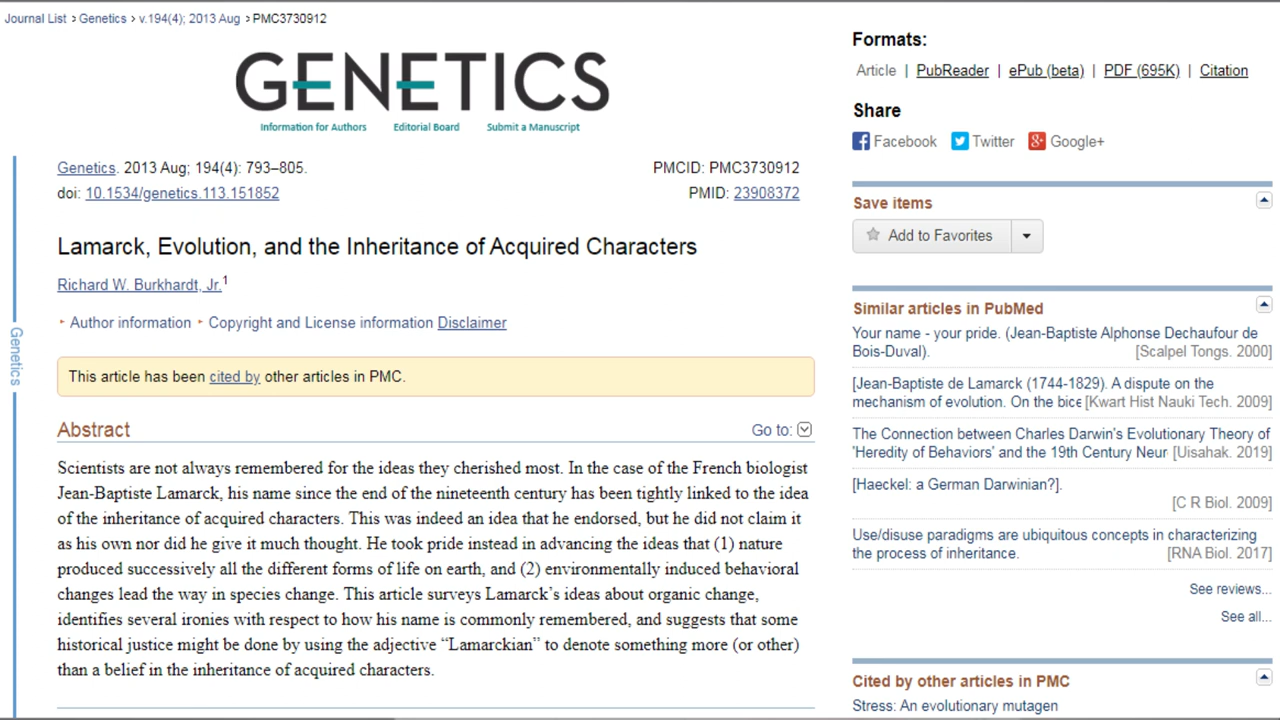 Journal List > Genetics > v.194(4); 2013 Aug > PMC3730912
GENETICS
Information for Authors Editorial Board Submit a Manuscript
Genetics
Genetics. 2013 Aug; 194(4): 793–805. PMCID: PMC3730912
doi: 10.1534/genetics.113.151852 PMID: 23908372
Lamarck, Evolution, and the Inheritance of Acquired Characters
Richard W. Burkhardt, Jr.1
Author information Copyright and License information Disclaimer
This article has been cited by other articles in PMC.
Abstract Go to:
Scientists are not always remembered for the ideas they cherished most. In the case of the French biologist
Jean-Baptiste Lamarck, his name since the end of the nineteenth century has been tightly linked to the idea
of the inheritance of acquired characters. This was indeed an idea that he endorsed, but he did not claim it
as his own nor did he give it much thought. He took pride instead in advancing the ideas that (1) nature
produced successively all the different forms of life on earth, and (2) environmentally induced behavioral
changes lead the way in species change. This article surveys Lamarck’s ideas about organic change,
identifies several ironies with respect to how his name is commonly remembered, and suggests that some
historical justice might be done by using the adjective “Lamarckian” to denote something more (or other)
than a belief in the inheritance of acquired characters.
Formats:
Article | PubReader | ePub (beta) | PDF (695K) | Citation
Share
Facebook Twitter Google+
Save items
Add to Favorites
Similar articles in PubMed
Your name - your pride. (Jean-Baptiste Alphonse Dechaufour de
Bois-Duval). [Scalpel Tongs. 2000]
[Jean-Baptiste de Lamarck (1744-1829). A dispute on the
mechanism of evolution. On the bice [Kwart Hist Nauki Tech. 2009]
The Connection between Charles Darwin's Evolutionary Theory of
'Heredity of Behaviors' and the 19th Century Neur [Uisahak. 2019]
[Haeckel: a German Darwinian?].
[C R Biol. 2009]
Use/disuse paradigms are ubiquitous concepts in characterizing
the process of inheritance. [RNA Biol. 2017]
See reviews...
See all...
Cited by other articles in PMC
Stress: An evolutionary mutagen